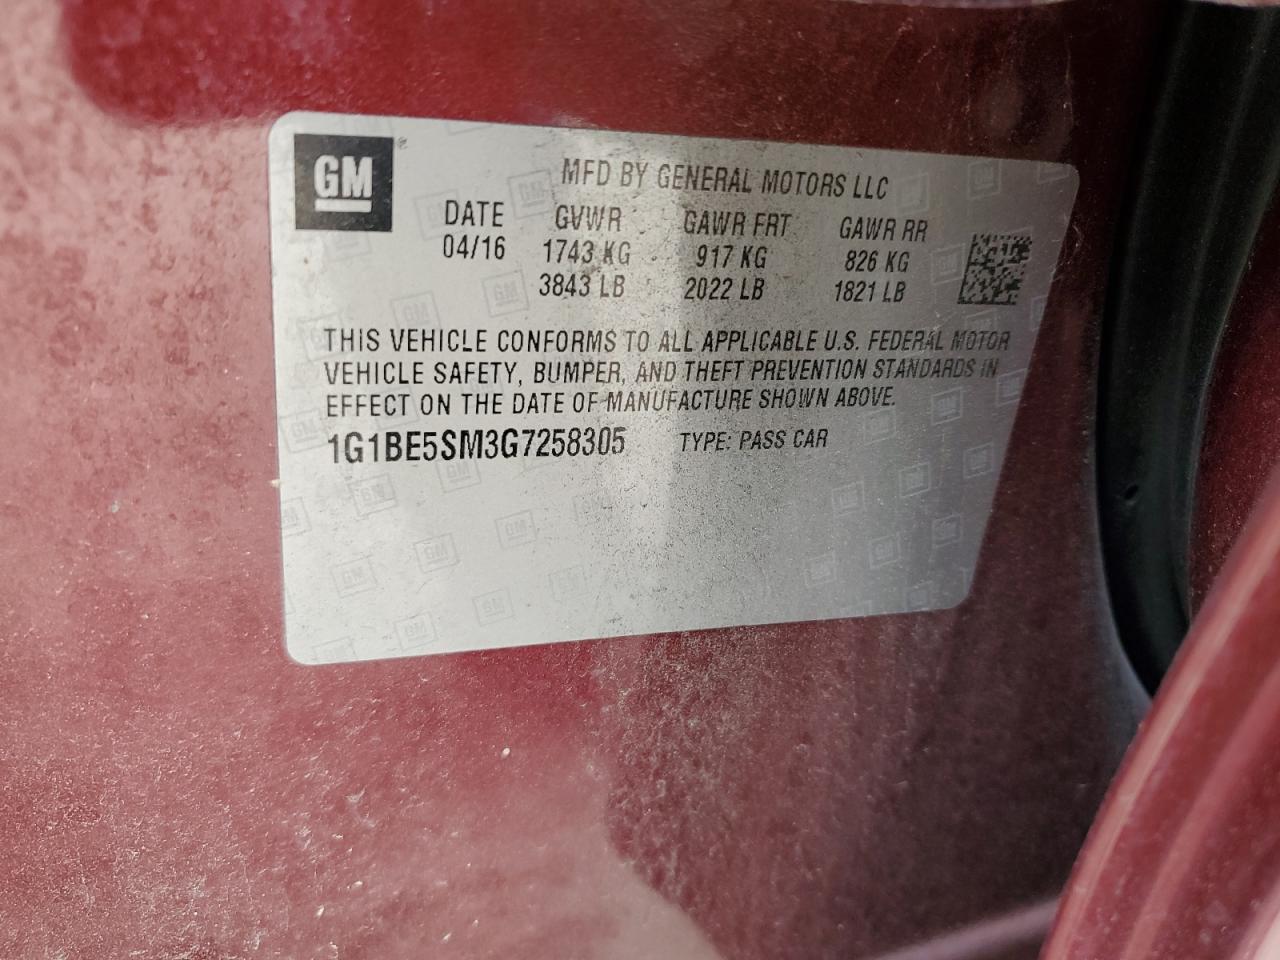 GM
MFD BY GENERAL MOTORS LLC
DATE GVWR GAWR FRT GAWR RR
04/16 1743 KG 917 KG 826 KG
3843 LB 2022 LB 1821 LB
THIS VEHICLE CONFORMS TO ALL APPLICABLE U.S. FEDERAL MOTOR
VEHICLE SAFETY, BUMPER, AND THEFT PREVENTION STANDARDS IN
EFFECT ON THE DATE OF MANUFACTURE SHOWN ABOVE.
1G1BE5SM3G7258305 TYPE: PASS CAR